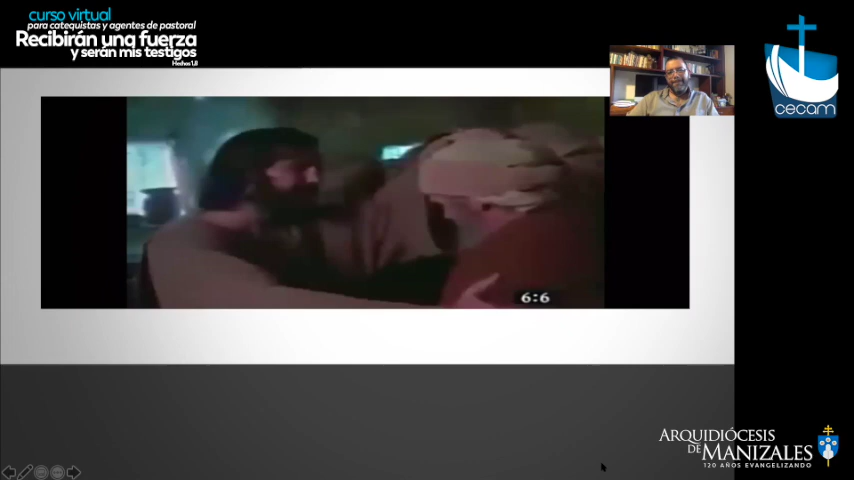 curso virtual
para catequistas y agentes de pastoral
Recibirán una fuerza
y serán mis testigos
Hechos 1,8
cecam
6:6
ARQUIDIÓCESIS
DE MANIZALES
120 AÑOS EVANGELIZANDO